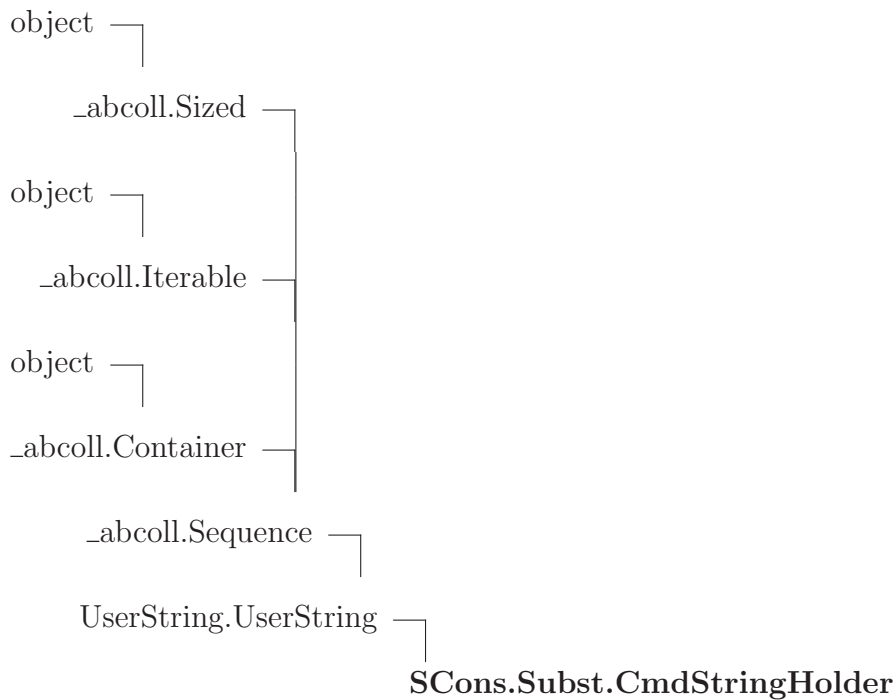 object
_abcoll.Sized
object
_abcoll.Iterable
object
_abcoll.Container
_abcoll.Sequence
UserString.UserString
SCons.Subst.CmdStringHolder